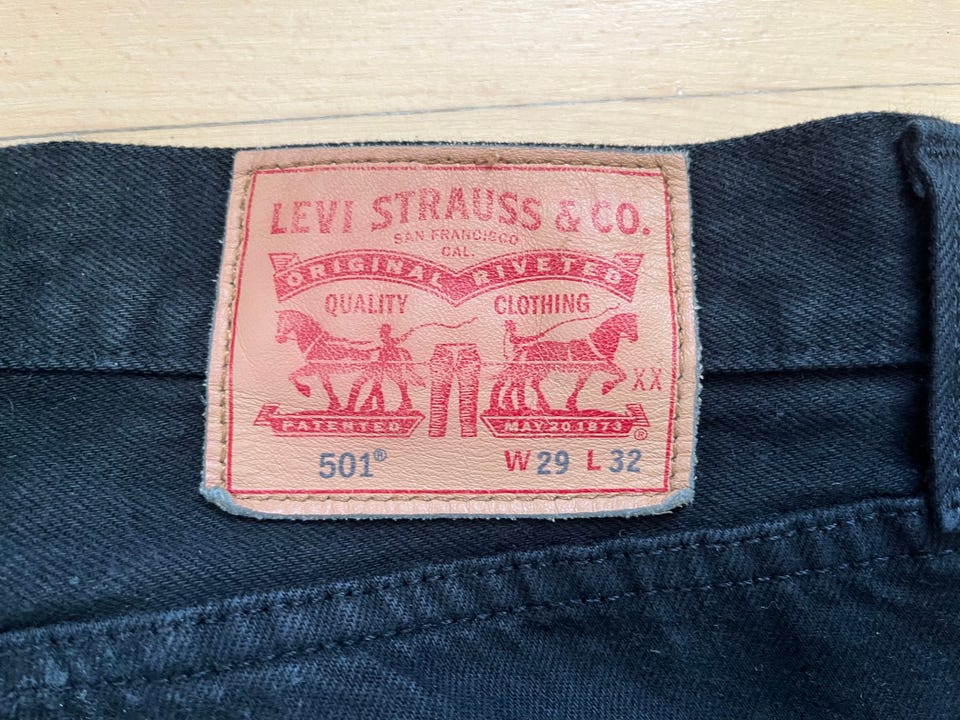 LEVI STRAUSS & CO.
SAN FRANCISCO
CAL.
ORIGINAL RIVETED
QUALITY CLOTHING
XX
PATENTED MAY 20 1873 ®
501® W 29 L 32